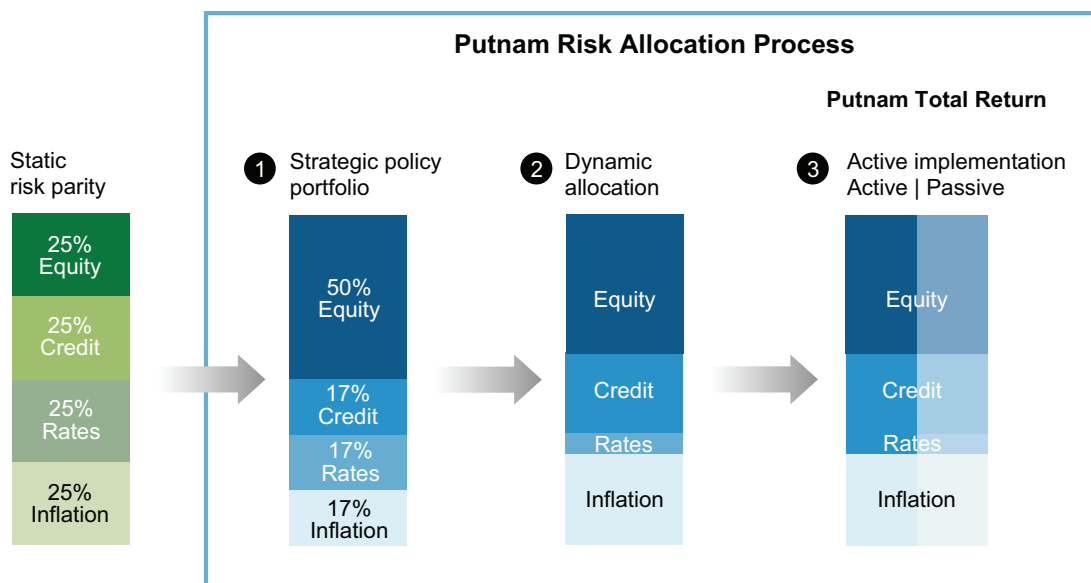 Putnam Risk Allocation Process
Putnam Total Return
Static
risk parity
25%
Equity
25%
Credit
25%
Rates
25%
Inflation
1
Strategic policy
portfolio
50%
Equity
17%
Credit
17%
Rates
17%
Inflation
2
Dynamic
allocation
Equity
Credit
Rates
Inflation
3
Active implementation
Active | Passive
Equity
Credit
Rates
Inflation